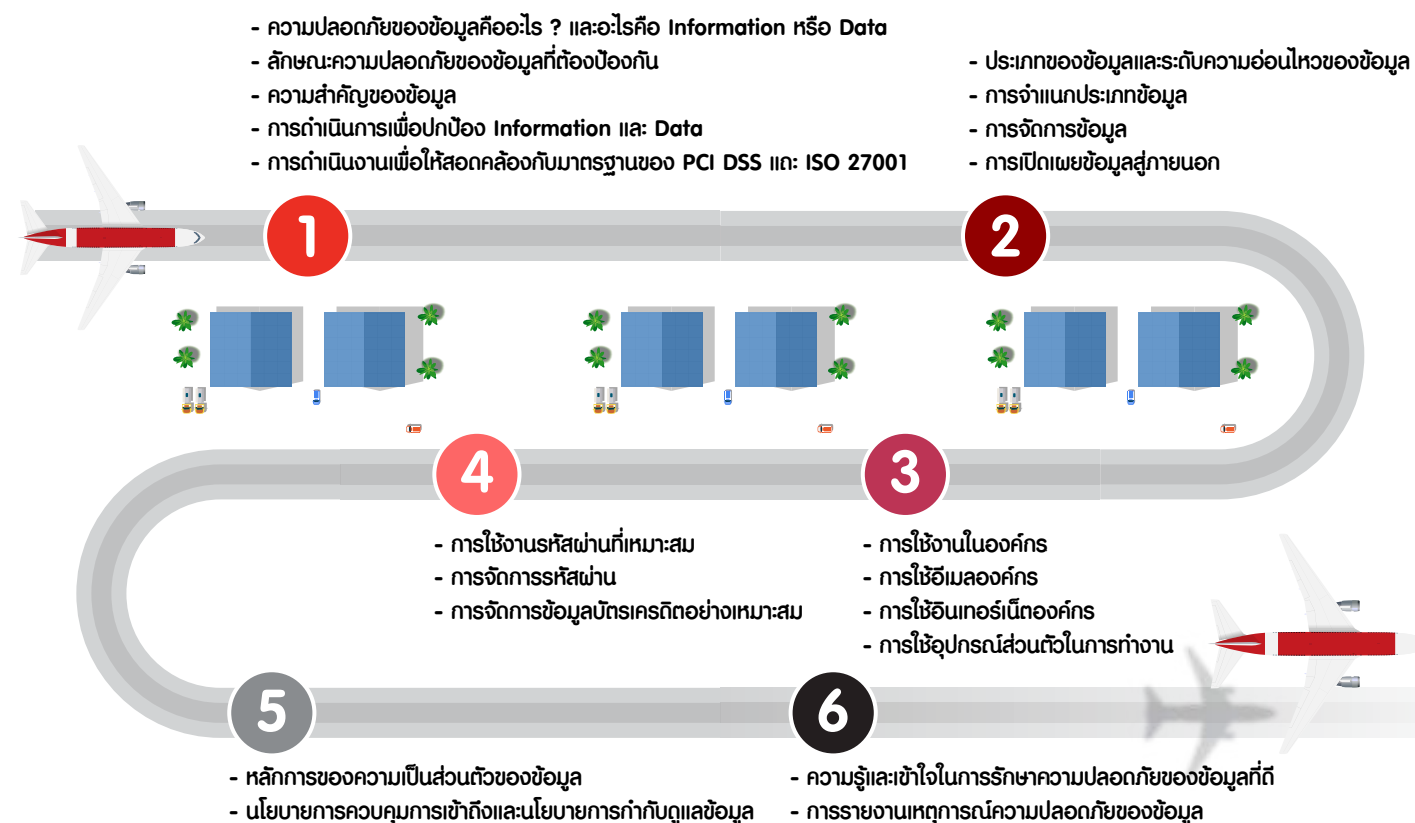 - ความปลอดภัยของข้อมูลคืออะไร ? และอะไรคือ Information หรือ Data
- ลักษณะความปลอดภัยของข้อมูลที่ต้องป้องกัน
- ความสำคัญของข้อมูล
- การดำเนินการเพื่อปกป้อง Information และ Data
- การดำเนินงานเพื่อให้สอดคล้องกับมาตรฐานของ PCI DSS แถะ ISO 27001
1
- ประเภทของข้อมูลและระดับความอ่อนไหวของข้อมูล
- การจำแนกประเภทข้อมูล
- การจัดการข้อมูล
- การเปิดเผยข้อมูลสู่ภายนอก
2
3
- การใช้งานในองค์กร
- การใช้อีเมลองค์กร
- การใช้อินเทอร์เน็ตองค์กร
- การใช้อุปกรณ์ส่วนตัวในการทำงาน
4
- การใช้งานรหัสผ่านที่เหมาะสม
- การจัดการรหัสผ่าน
- การจัดการข้อมูลบัตรเครดิตอย่างเหมาะสม
5
- หลักการของความเป็นส่วนตัวของข้อมูล
- นโยบายการควบคุมการเข้าถึงและนโยบายการกำกับดูแลข้อมูล
6
- ความรู้และเข้าใจในการรักษาความปลอดภัยของข้อมูลที่ดี
- การรายงานเหตุการณ์ความปลอดภัยของข้อมูล